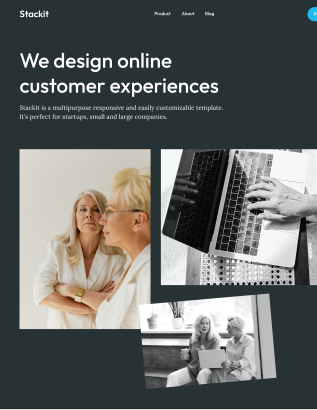 Stackit
Product About Blog
We design online
customer experiences
Stackit is a multipurpose responsive and easily customizable template.
It's perfect for startups, small and large companies.